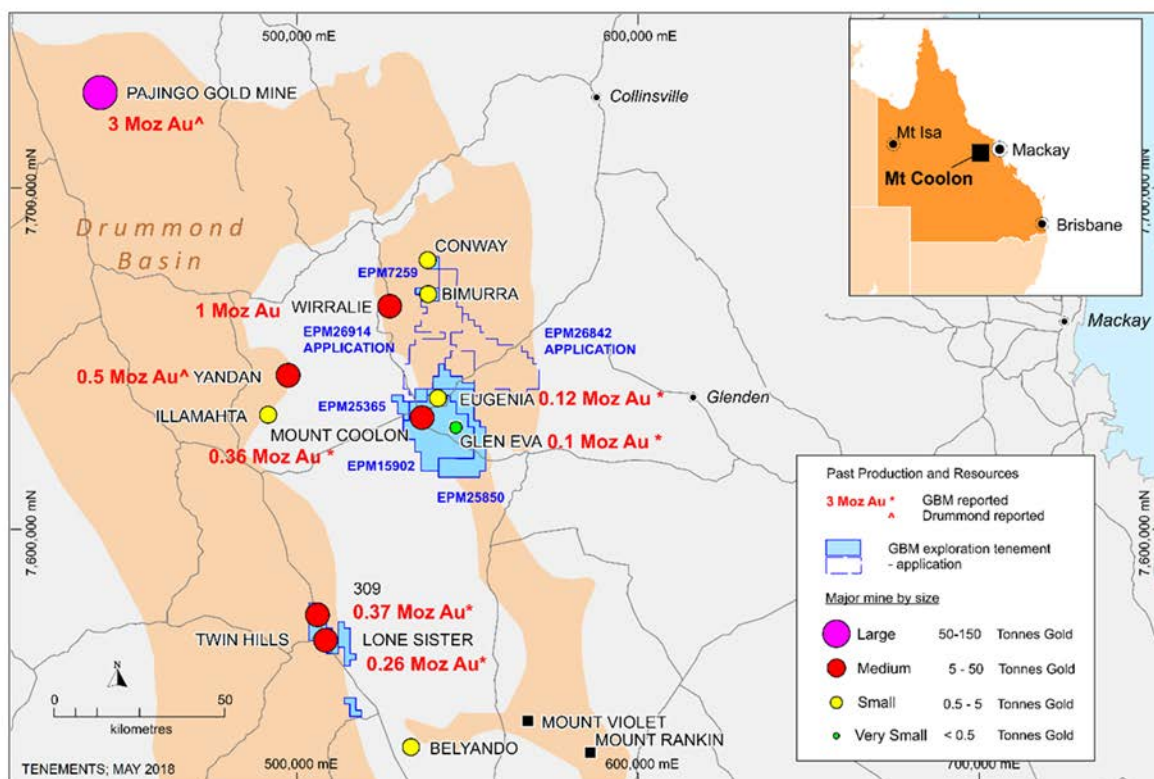 500,000 mE
600,000 mE
PAJINGO GOLD MINE
3 Moz Au^
Collinsville
Mt Isa
Mackay
Mt Coolon
Brisbane
7,700,000 mN
7,700,000 mN
Drummond
Basin
CONWAY
EPM7259
BIMURRA
1 Moz Au
WIRRALIE
EPM26914
APPLICATION
EPM26842
APPLICATION
Mackay
0.5 Moz Au^
YANDAN
EUGENIA
0.12 Moz Au *
Glenden
ILLAMAHTA
EPM25365
MOUNT COOLON
GLEN EVA
0.1 Moz Au *
0.36 Moz Au *
EPM15902
EPM25850
7,600,000 mN
7,600,000 mN
309
0.37 Moz Au*
TWIN HILLS
LONE SISTER
0.26 Moz Au*
N
0
50
kilometres
MOUNT VIOLET
MOUNT RANKIN
BELYANDO
TENEMENTS; MAY 2018
500,000 mE
600,000 mE
700,000 mE
Past Production and Resources
3 Moz Au * GBM reported
^ Drummond reported
GBM exploration tenement
- application
Major mine by size
Large 50-150 Tonnes Gold
Medium 5 - 50 Tonnes Gold
Small 0.5 - 5 Tonnes Gold
Very Small < 0.5 Tonnes Gold